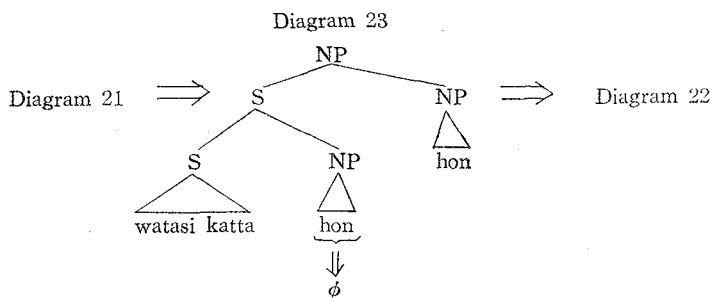 Diagram 23
NP
Diagram 21 ⇒ S NP ⇒ Diagram 22
hon
S NP
watasi katta hon
⇓
ϕ